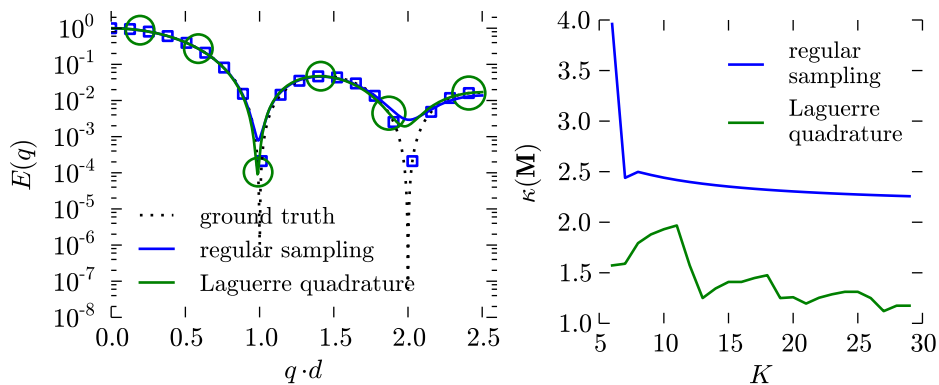 10⁰
10⁻¹
10⁻²
10⁻³
10⁻⁴
10⁻⁵
10⁻⁶
10⁻⁷
10⁻⁸
E(q)
ground truth
regular sampling
Laguerre quadrature
0.0 0.5 1.0 1.5 2.0 2.5
q · d
4.0
3.5
3.0
2.5
2.0
1.5
1.0
κ(M)
regular
sampling
Laguerre
quadrature
5 10 15 20 25 30
K